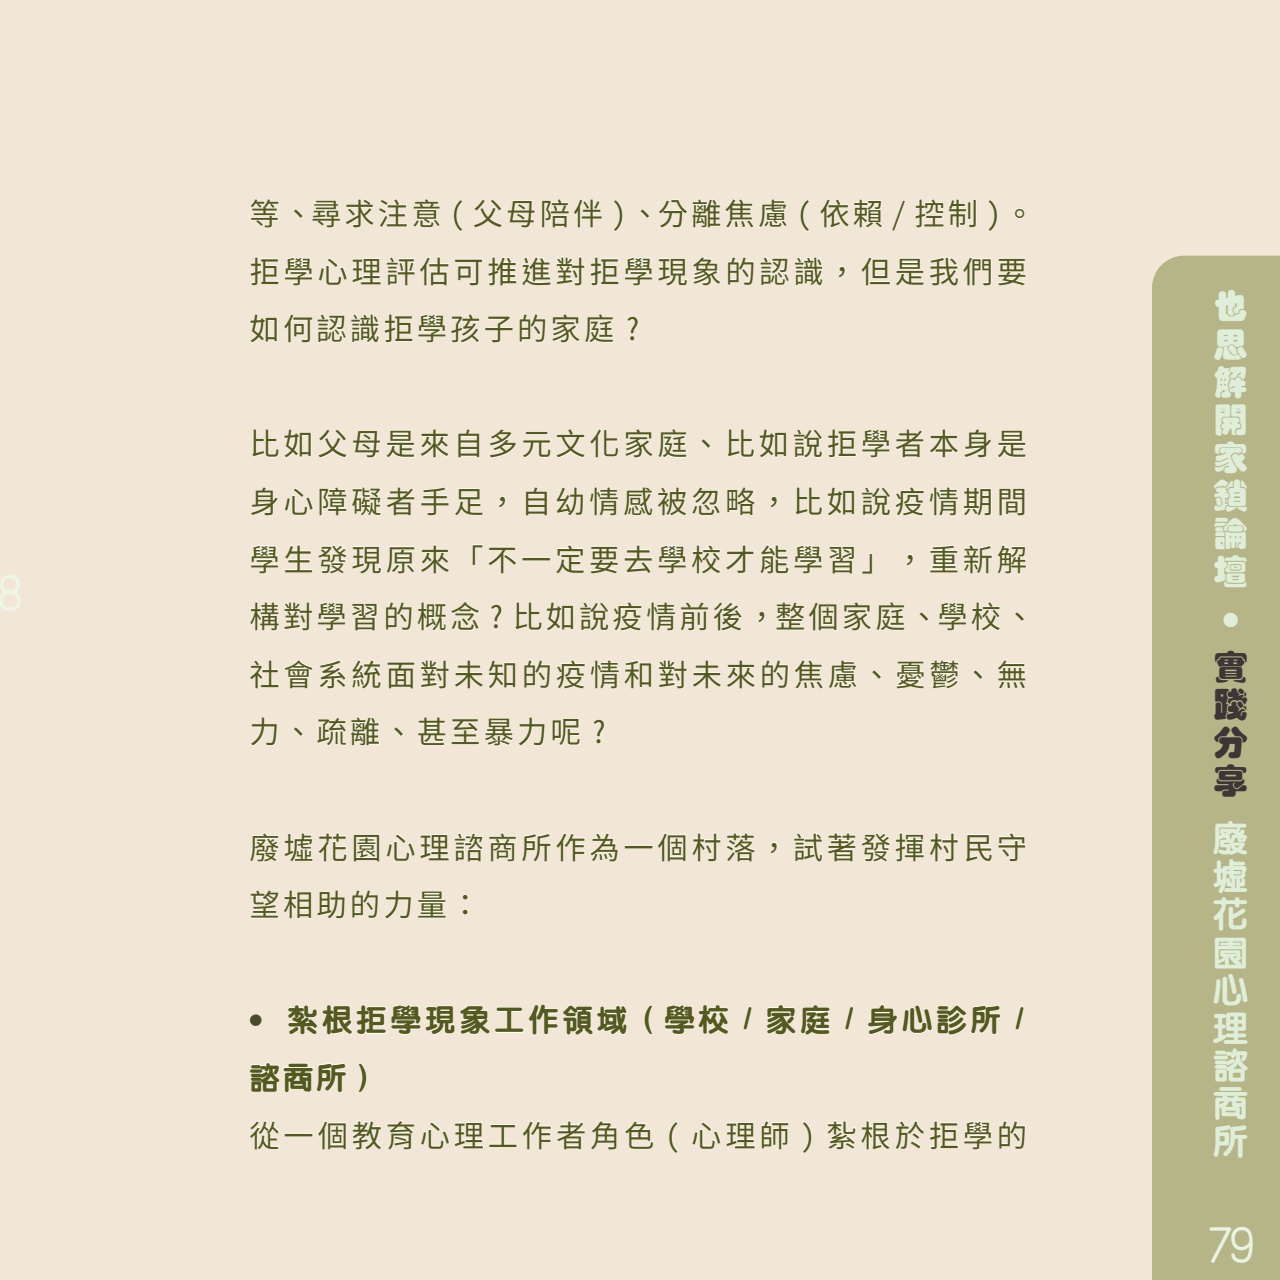 等、尋求注意（父母陪伴）、分離焦慮（依賴 / 控制）。
拒學心理評估可推進對拒學現象的認識，但是我們要
如何認識拒學孩子的家庭？
比如父母是來自多元文化家庭、比如說拒學者本身是
身心障礙者手足，自幼情感被忽略，比如說疫情期間
學生發現原來「不一定要去學校才能學習」，重新解
構對學習的概念？比如說疫情前後，整個家庭、學校、
社會系統面對未知的疫情和對未來的焦慮、憂鬱、無
力、疏離、甚至暴力呢？
廢墟花園心理諮商所作為一個村落，試著發揮村民守
望相助的力量：
• 紮根拒學現象工作領域（學校 / 家庭 / 身心診所 /
諮商所）
從一個教育心理工作者角色（心理師）紮根於拒學的
8
也思解開家鎖論壇 • 實踐分享 廢墟花園心理諮商所
79